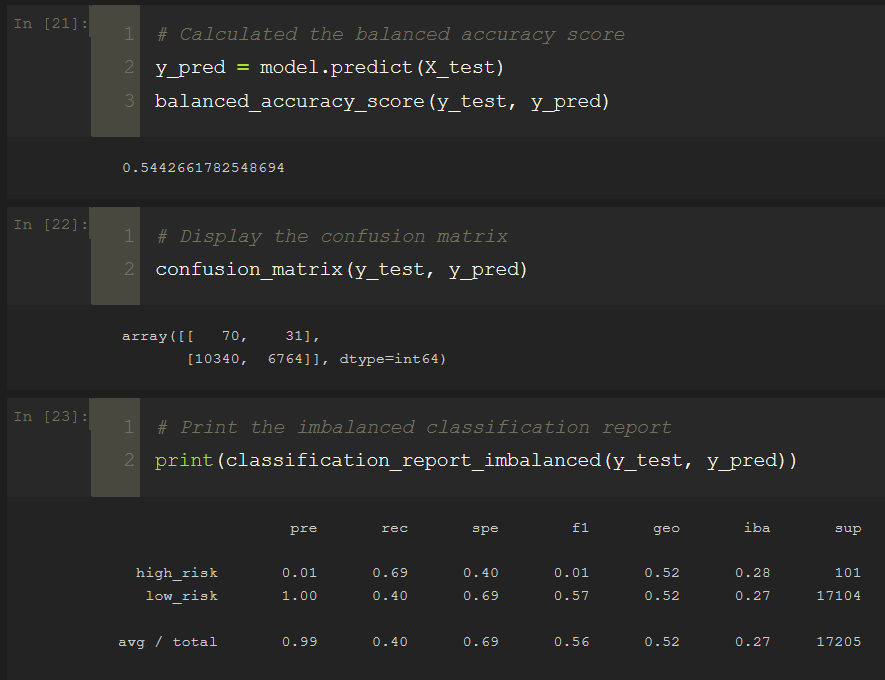 In [21]:
1 # Calculated the balanced accuracy score
2 y_pred = model.predict(X_test)
3 balanced_accuracy_score(y_test, y_pred)
0.5442661782548694
In [22]:
1 # Display the confusion matrix
2 confusion_matrix(y_test, y_pred)
array([[   70,    31],
       [10340,  6764]], dtype=int64)
In [23]:
1 # Print the imbalanced classification report
2 print(classification_report_imbalanced(y_test, y_pred))
pre rec spe f1 geo iba sup
high_risk 0.01 0.69 0.40 0.01 0.52 0.28 101
low_risk 1.00 0.40 0.69 0.57 0.52 0.27 17104
avg / total 0.99 0.40 0.69 0.56 0.52 0.27 17205